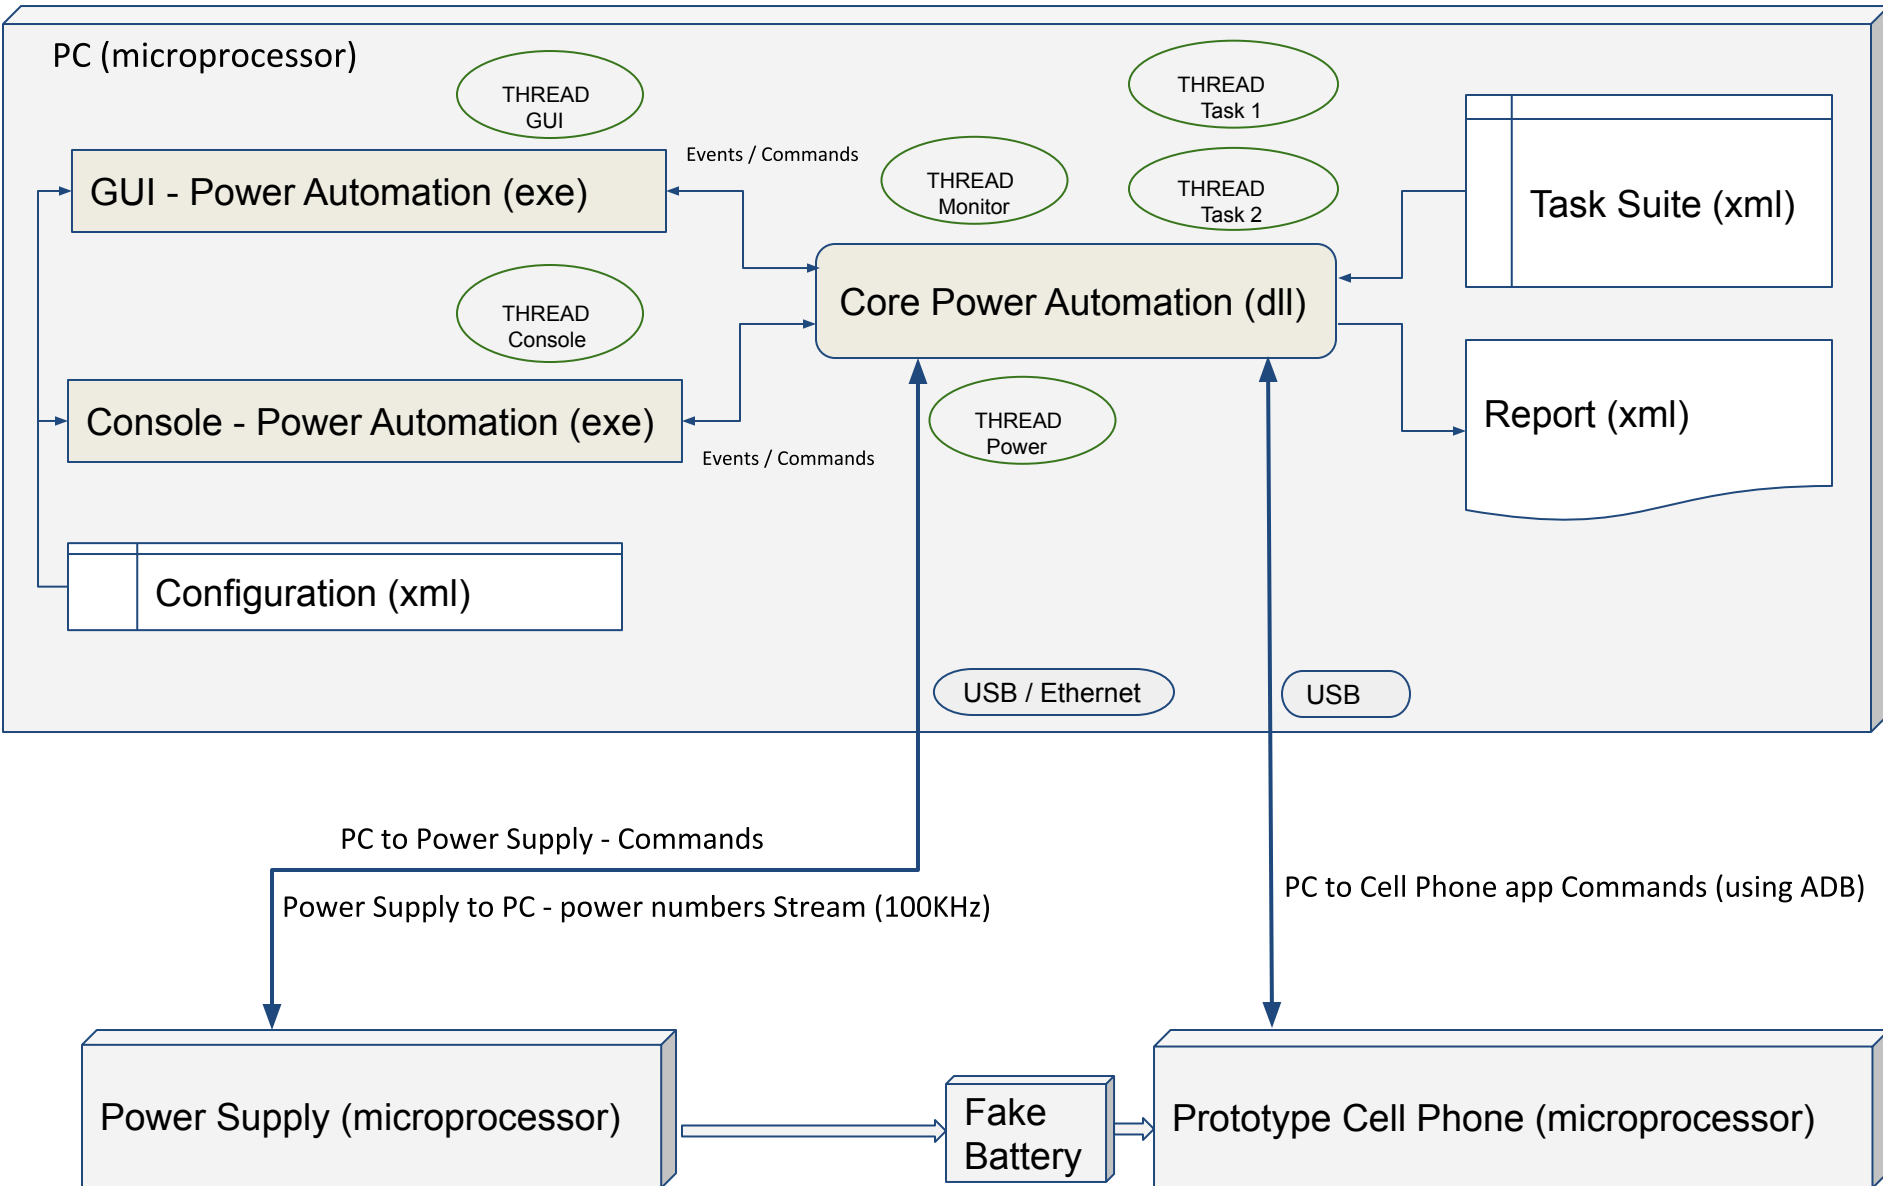 PC (microprocessor)
THREAD
GUI
THREAD
Task 1
Events / Commands
THREAD
Monitor
THREAD
Task 2
GUI - Power Automation (exe)
Task Suite (xml)
THREAD
Console
Core Power Automation (dll)
Console - Power Automation (exe)
THREAD
Power
Report (xml)
Events / Commands
Configuration (xml)
USB / Ethernet
USB
PC to Power Supply - Commands
Power Supply to PC - power numbers Stream (100KHz)
PC to Cell Phone app Commands (using ADB)
Power Supply (microprocessor)
Fake
Battery
Prototype Cell Phone (microprocessor)